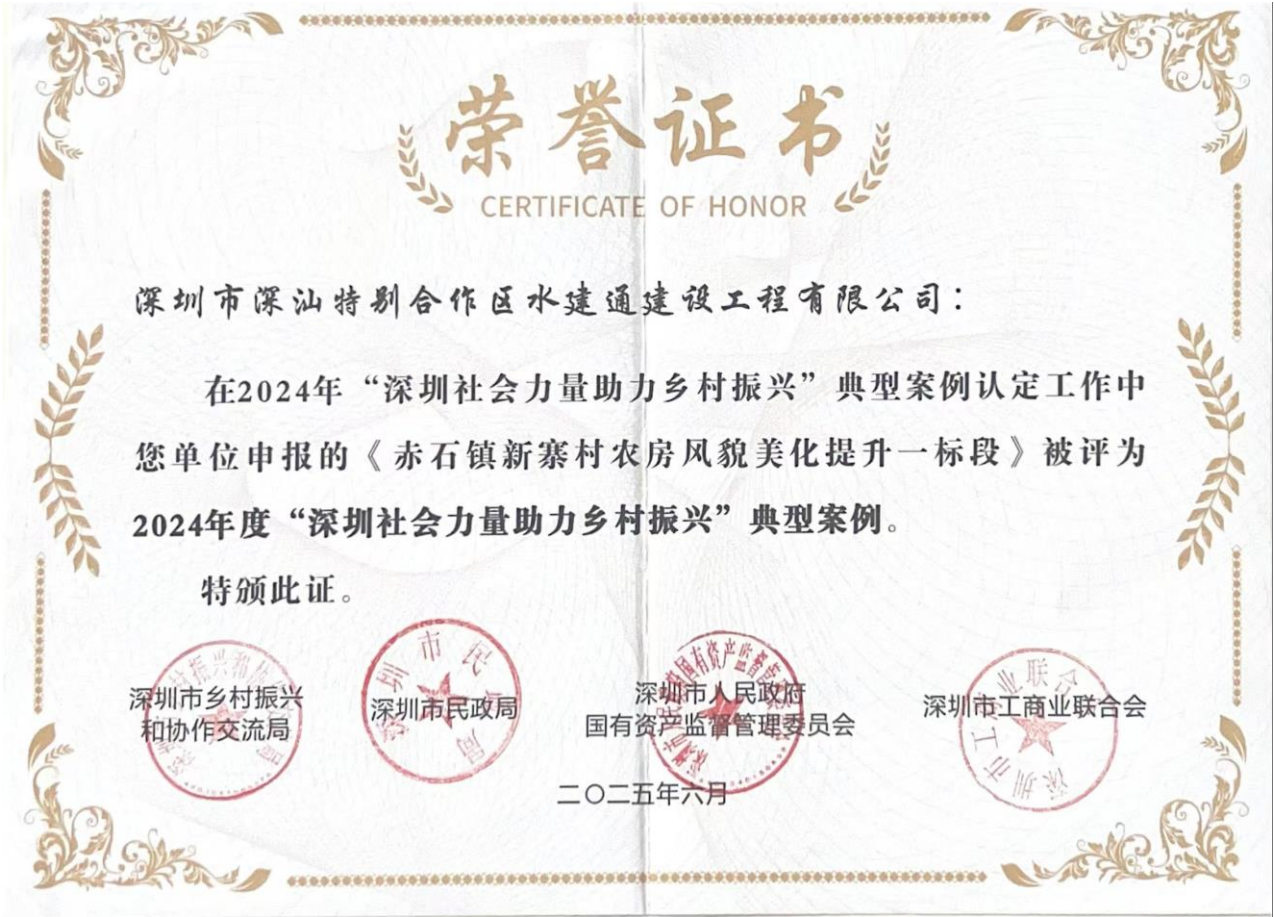 荣誉证书
CERTIFICATE OF HONOR
深圳市深汕特别合作区水建通建设工程有限公司：
在2024年“深圳社会力量助力乡村振兴”典型案例认定工作中
您单位申报的《赤石镇新寨村农房风貌美化提升一标段》被评为
2024年度“深圳社会力量助力乡村振兴”典型案例。
特颁此证。
深圳市乡村振兴
和协作交流局
深圳市民政局
深圳市人民政府
国有资产监督管理委员会
深圳市工商业联合会
二〇二五年六月